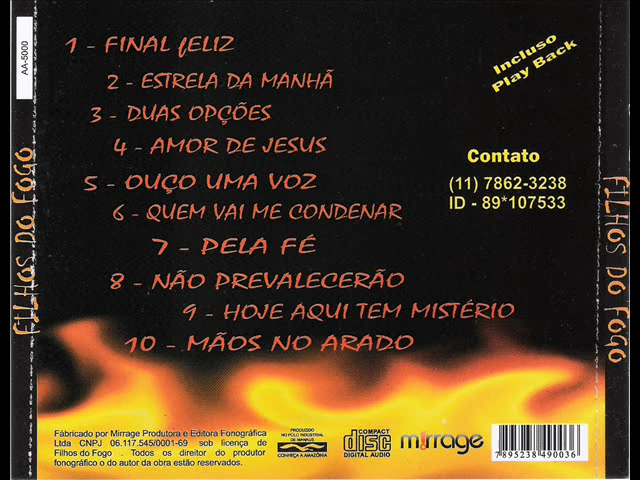 AA-5000
FILHOS DO FOGO
1 - FINAL fELIZ
2 - ESTRELA DA MANHÃ
3 - DUAS OPÇÕES
4 - AMOR DE JESUS
5 - OUÇO UMA VOZ
6 - QUEM VAI ME CONDENAR
7 - PELA FÉ
8 - NÃO PREVALECERÃO
9 - HOJE AQUI TEM MISTÉRIO
10 - MÃOS NO ARADO
Incluso
Play Back
Contato
(11) 7862-3238
ID - 89*107533
FILHOS DO FOGO
Fábricado por Mirrage Produtora e Editora Fonográfica
Ltda CNPJ 06.117.545/0001-69 sob licença de
Filhos do Fogo . Todos os direitos do produtor
fonográfico o do autor da obra estão reservados.
PRODUZIDO
NO POLO INDUSTRIAL
DE MANAUS
CONHEÇA A AMAZÔNIA
COMPACT
disc
DIGITAL AUDIO
m!rrage
7895238490036